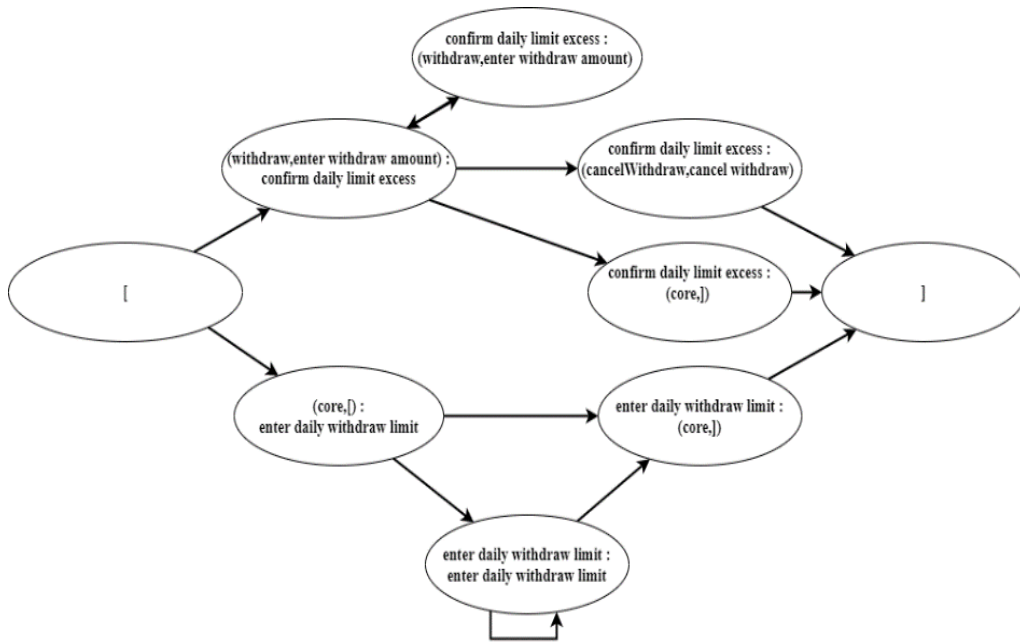 confirm daily limit excess :
(withdraw,enter withdraw amount)
(withdraw,enter withdraw amount) :
confirm daily limit excess
confirm daily limit excess :
(cancelWithdraw,cancel withdraw)
confirm daily limit excess :
(core,])
[
]
(core,[) :
enter daily withdraw limit
enter daily withdraw limit :
(core,])
enter daily withdraw limit :
enter daily withdraw limit